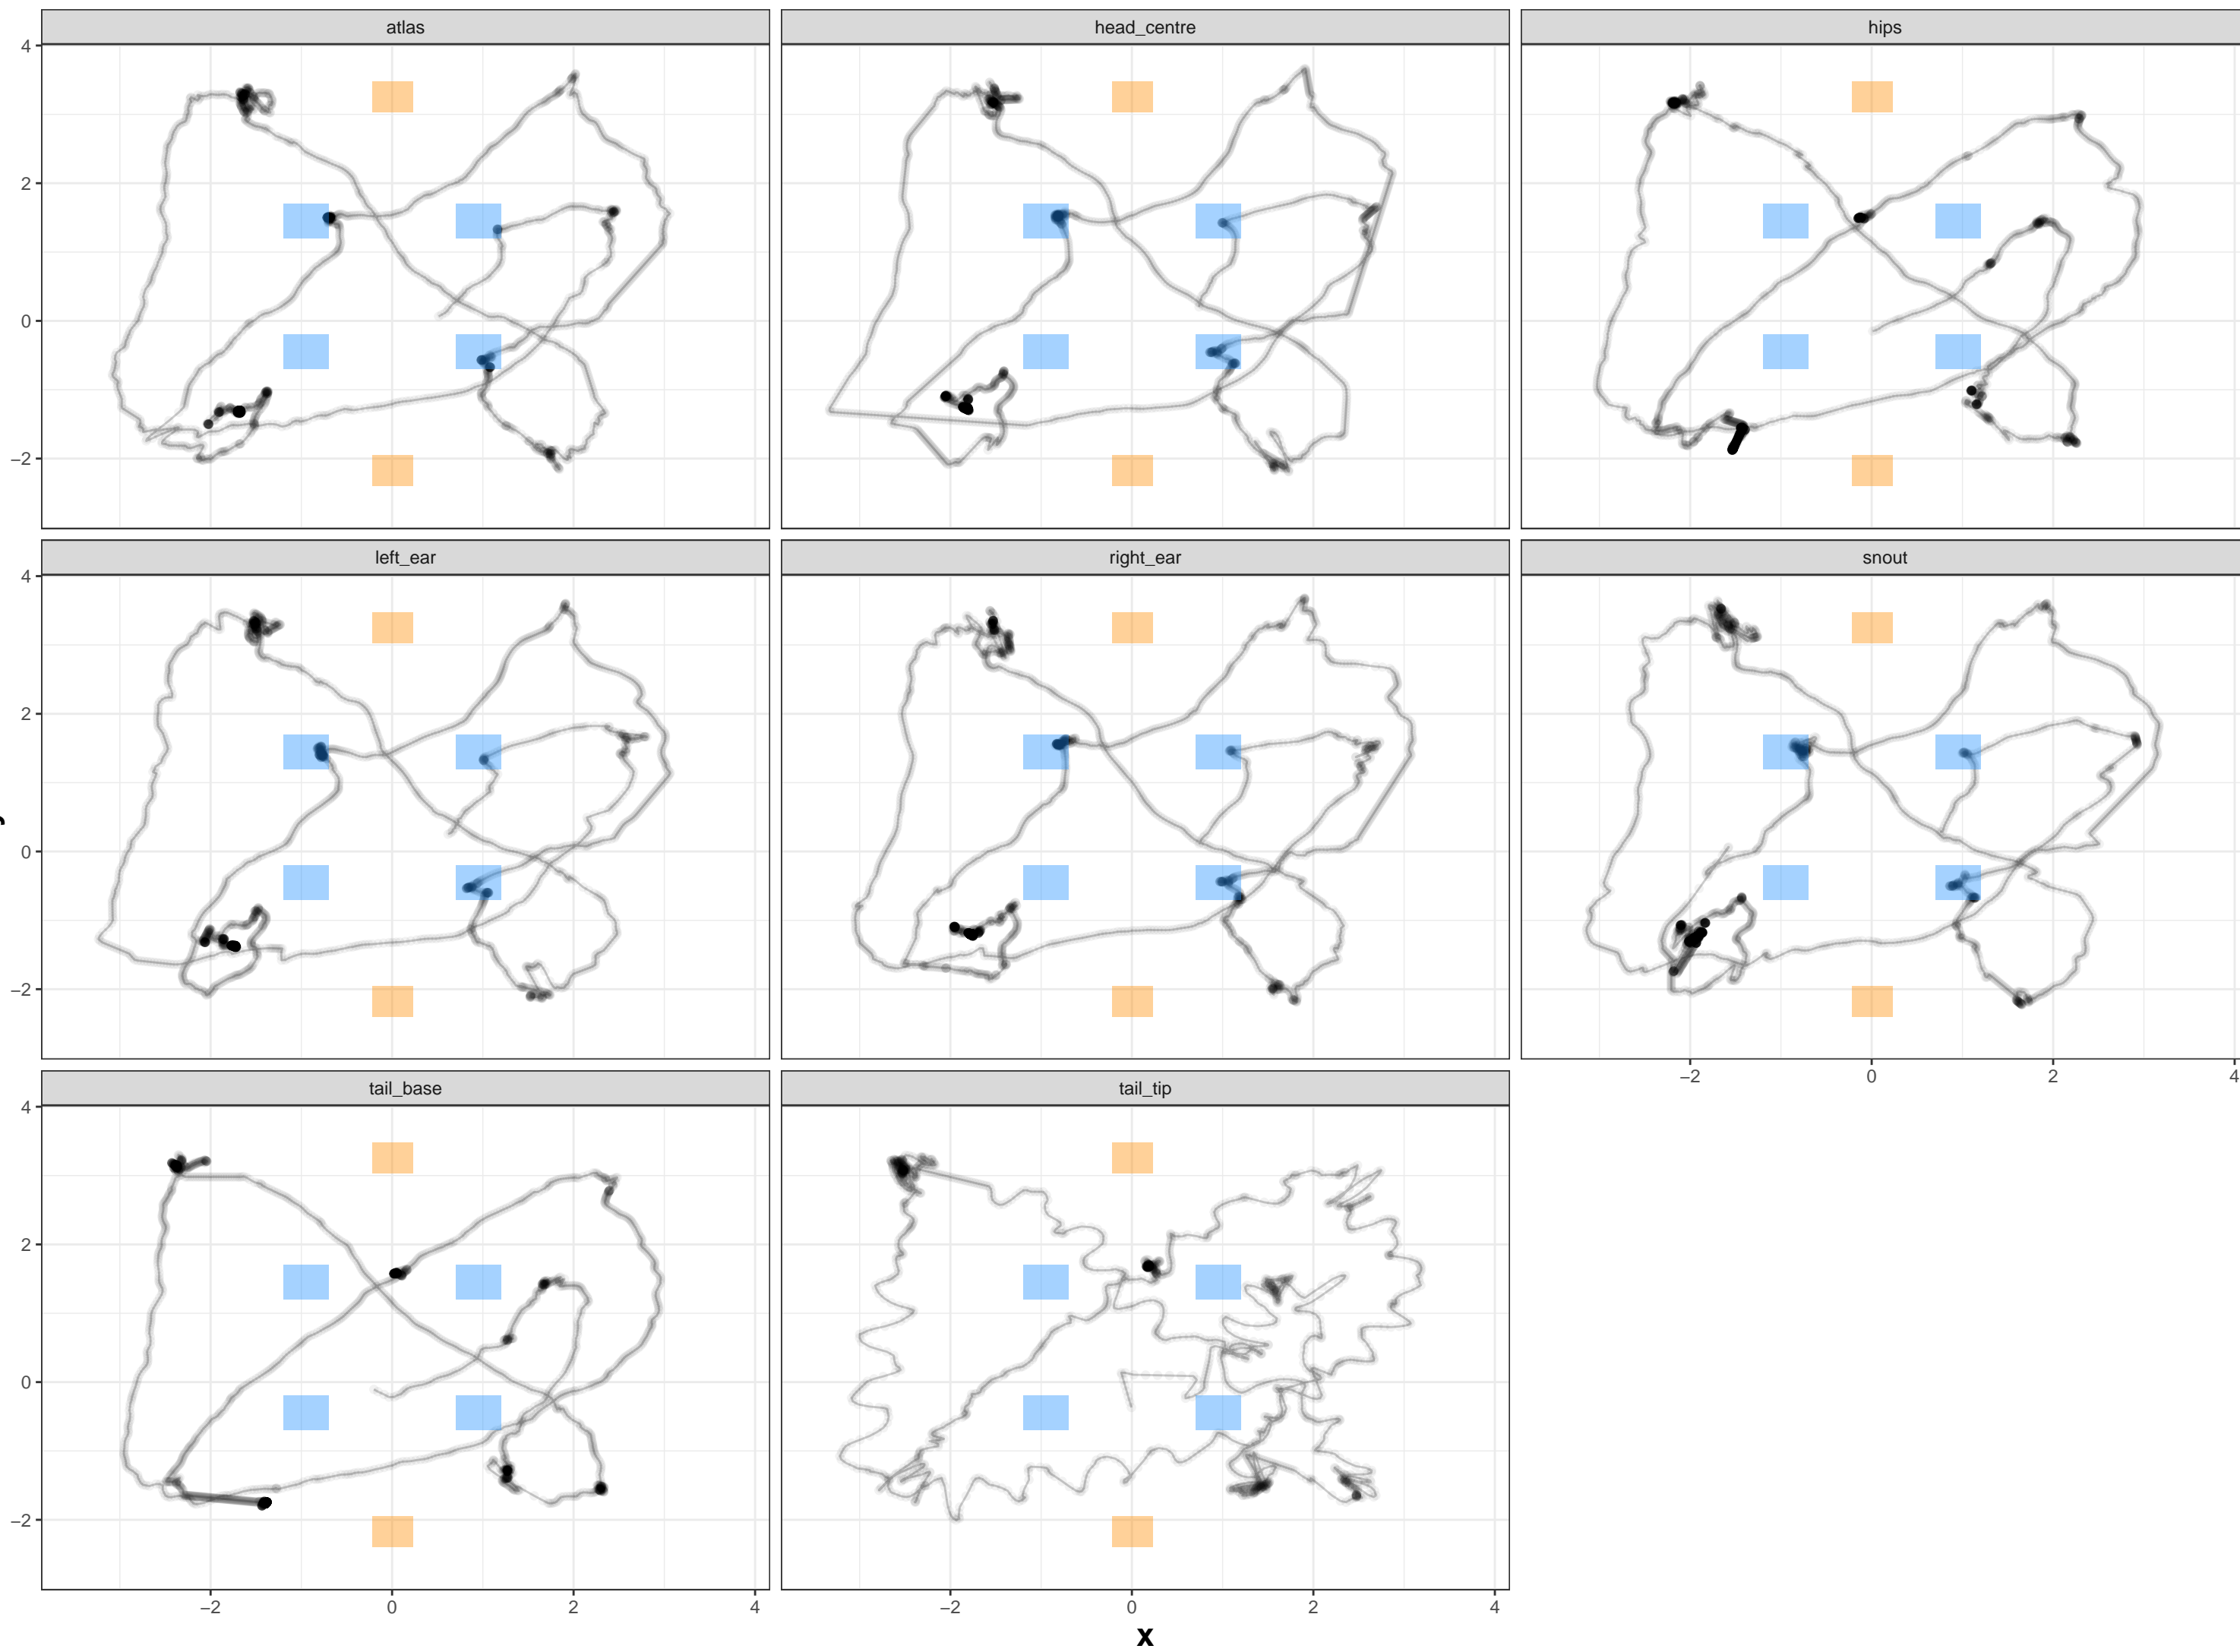 atlas head_centre hips
4
2
0
−2
left_ear right_ear snout
4
2
0
−2
−2 0 2 4
tail_base tail_tip
4
2
0
−2
−2 0 2 4 −2 0 2 4
x